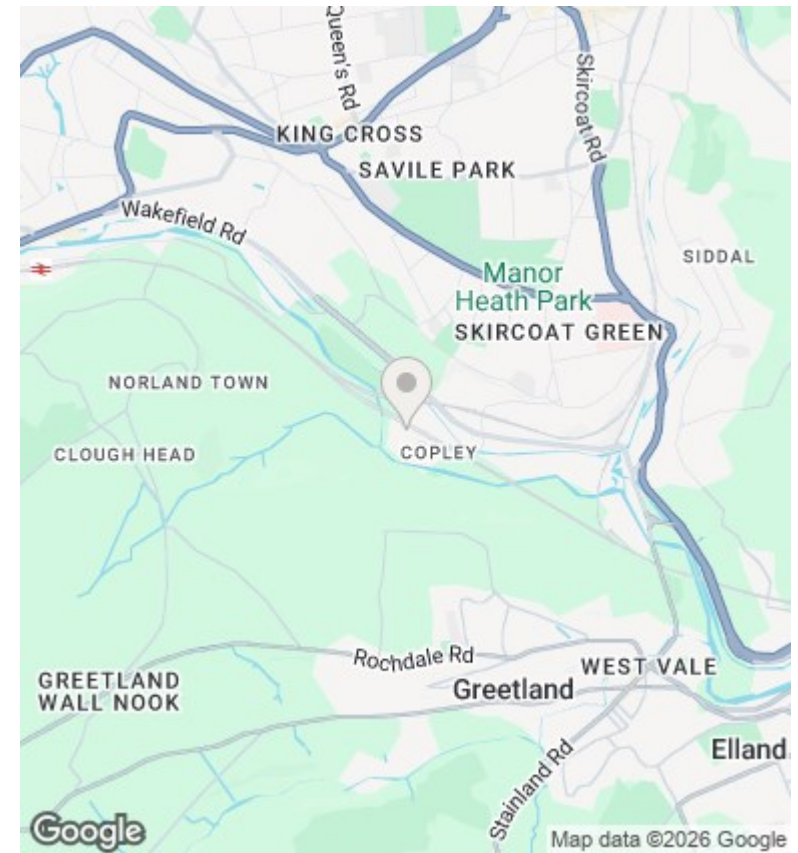 Queen's Rd
Skircoat Rd
KING CROSS
SAVILE PARK
Wakefield Rd
SIDDAL
Manor
Heath Park
SKIRCOAT GREEN
NORLAND TOWN
CLOUGH HEAD
COPLEY
Rochdale Rd
WEST VALE
GREETLAND
WALL NOOK
Greetland
Elland
Stainland Rd
Google
Map data ©2026 Google